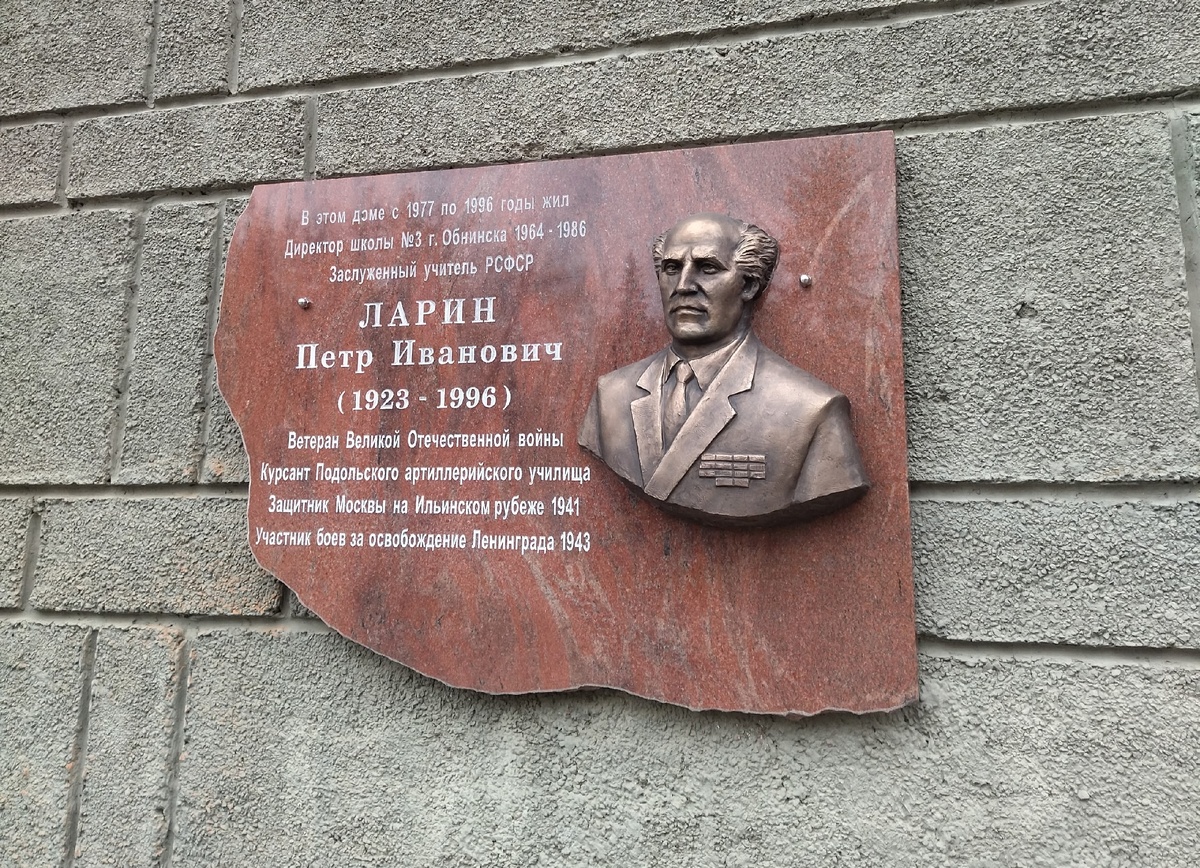 В этом доме с 1977 по 1996 годы жил
Директор школы №3 г. Обнинска 1964 - 1986
Заслуженный учитель РСФСР
ЛАРИН
Петр Иванович
(1923 - 1996)
Ветеран Великой Отечественной войны
Курсант Подольского артиллерийского училища
Защитник Москвы на Ильинском рубеже 1941
Участник боев за освобождение Ленинграда 1943